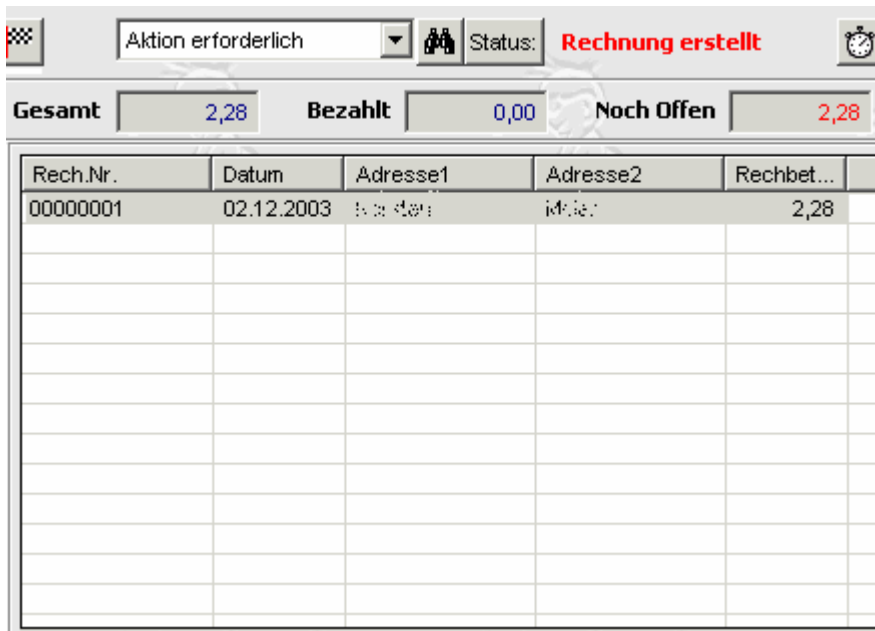 Aktion erforderlich Status: Rechnung erstellt
Gesamt 2,28 Bezahlt 0,00 Noch Offen 2,28
Rech.Nr. Datum Adresse1 Adresse2 Rechbet...
00000001 02.12.2003 2,28